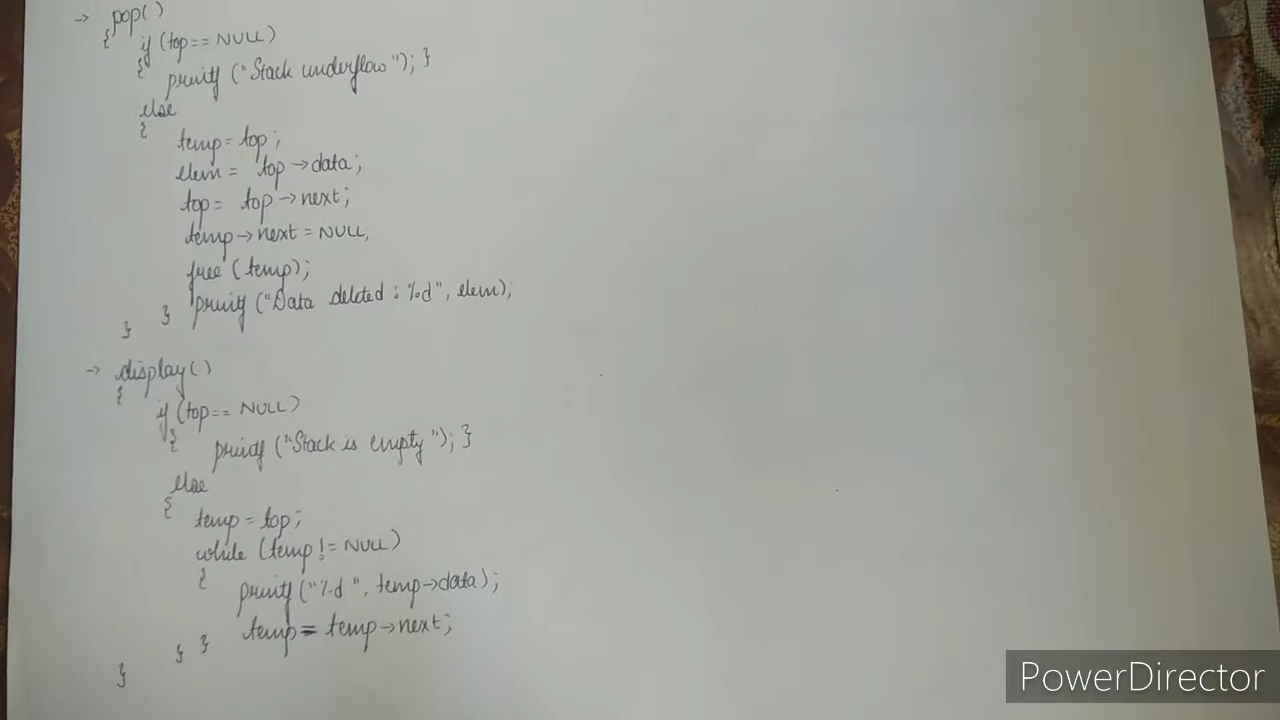 → pop()
{ if (top == NULL)
{ printf ("Stack underflow"); }
else
{
temp = top;
elem = top → data;
top = top → next;
temp → next = NULL;
free (temp);
printf ("Data deleted : %d", elem);
} }
→ display()
{
if (top == NULL)
{ printf ("Stack is empty"); }
else
{
temp = top;
while (temp != NULL)
{ printf ("%d ", temp → data);
temp = temp → next;
} }
}
PowerDirector